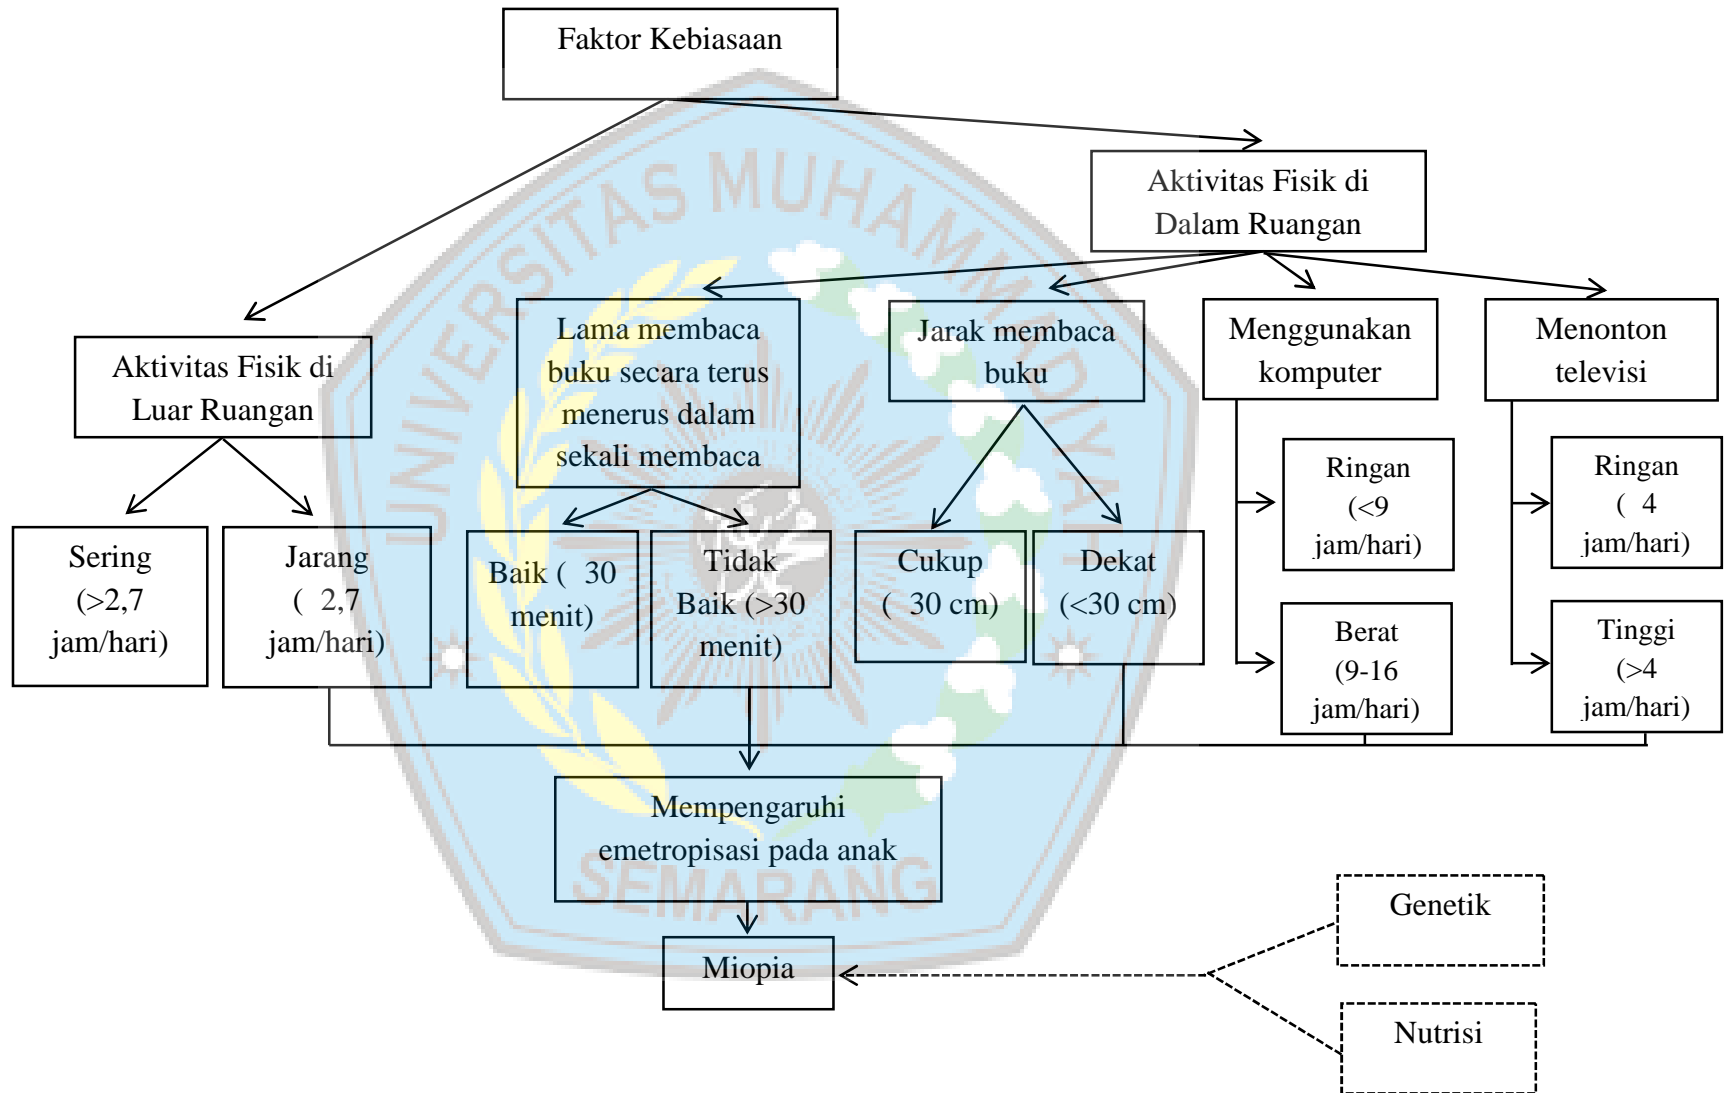 Faktor Kebiasaan
Aktivitas Fisik di
Dalam Ruangan
Aktivitas Fisik di
Luar Ruangan
Lama membaca
buku secara terus
menerus dalam
sekali membaca
Jarak membaca
buku
Menggunakan
komputer
Menonton
televisi
Sering
(>2,7
jam/hari)
Jarang
( 2,7
jam/hari)
Baik ( 30
menit)
Tidak
Baik (>30
menit)
Cukup
( 30 cm)
Dekat
(<30 cm)
Ringan
(<9
jam/hari)
Berat
(9-16
jam/hari)
Ringan
( 4
jam/hari)
Tinggi
(>4
jam/hari)
Mempengaruhi
emetropisasi pada anak
Miopia
Genetik
Nutrisi
UNIVERSITAS MUHAMMADIYAH
SEMARANG